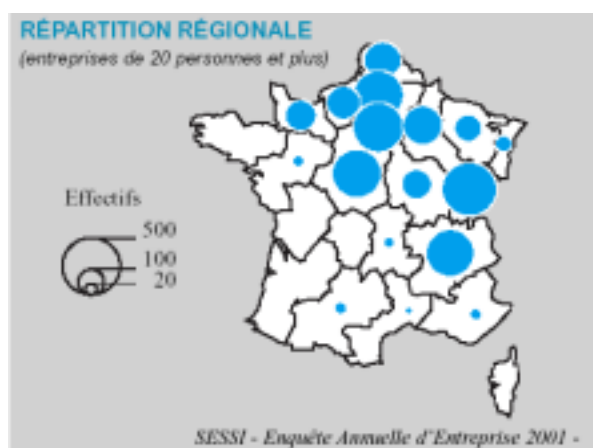 RÉPARTITION RÉGIONALE
(entreprises de 20 personnes et plus)
Effectifs
500
100
20
SESSI - Enquête Annuelle d'Entreprise 2001 -